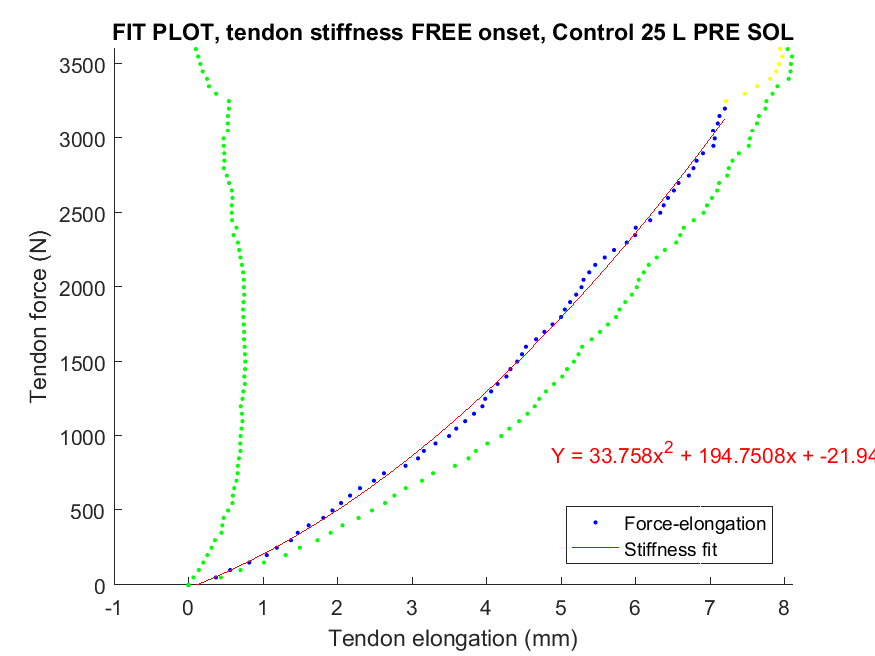 FIT PLOT, tendon stiffness FREE onset, Control 25 L PRE SOL
3500
3000
2500
2000
1500
1000
500
0
Tendon force (N)
Y = 33.758x² + 194.7508x + -21.94
Force-elongation
Stiffness fit
-1 0 1 2 3 4 5 6 7 8
Tendon elongation (mm)